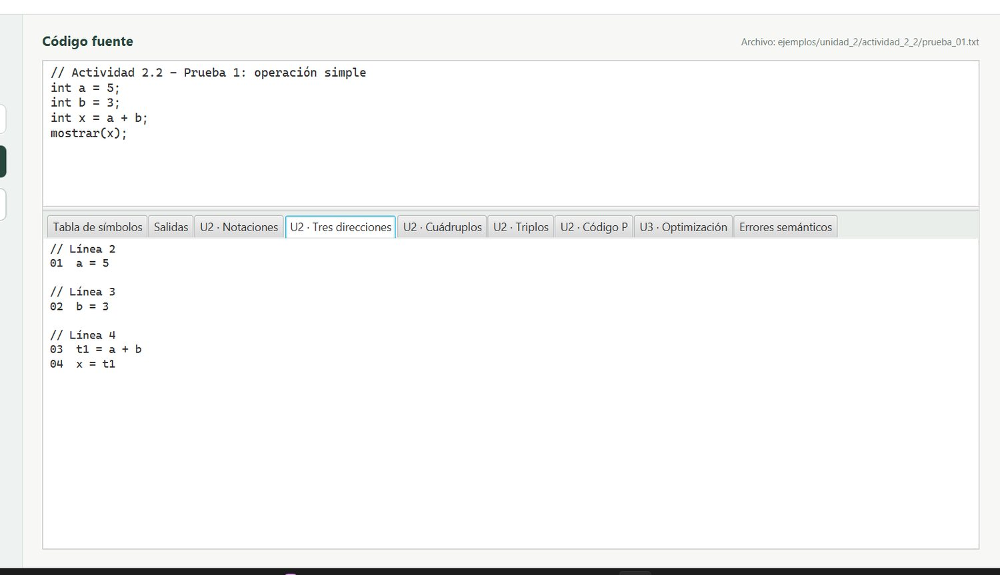 Código fuente
Archivo: ejemplos/unidad_2/actividad_2_2/prueba_01.txt
// Actividad 2.2 – Prueba 1: operación simple
int a = 5;
int b = 3;
int x = a + b;
mostrar(x);
Tabla de símbolos
Salidas
U2 · Notaciones
U2 · Tres direcciones
U2 · Cuádruplos
U2 · Triplos
U2 · Código P
U3 · Optimización
Errores semánticos
// Línea 2
01  a = 5
// Línea 3
02  b = 3
// Línea 4
03  t1 = a + b
04  x = t1